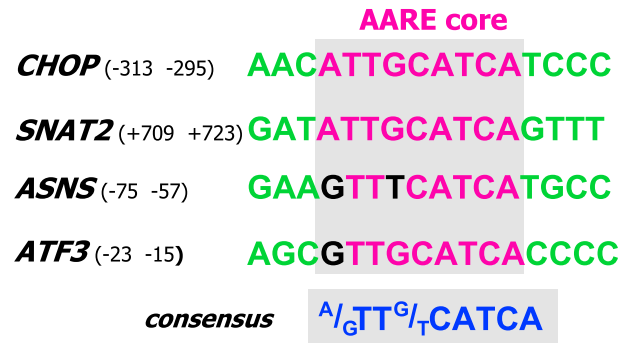 AARE core
CHOP (-313 -295) AACATTGCATCATCCC
SNAT2 (+709 +723) GATATTGCATCAGTTT
ASNS (-75 -57) GAAGTTTCATCATGCC
ATF3 (-23 -15) AGCGTTGCATCACCCC
consensus A/GTTG/TCATCA